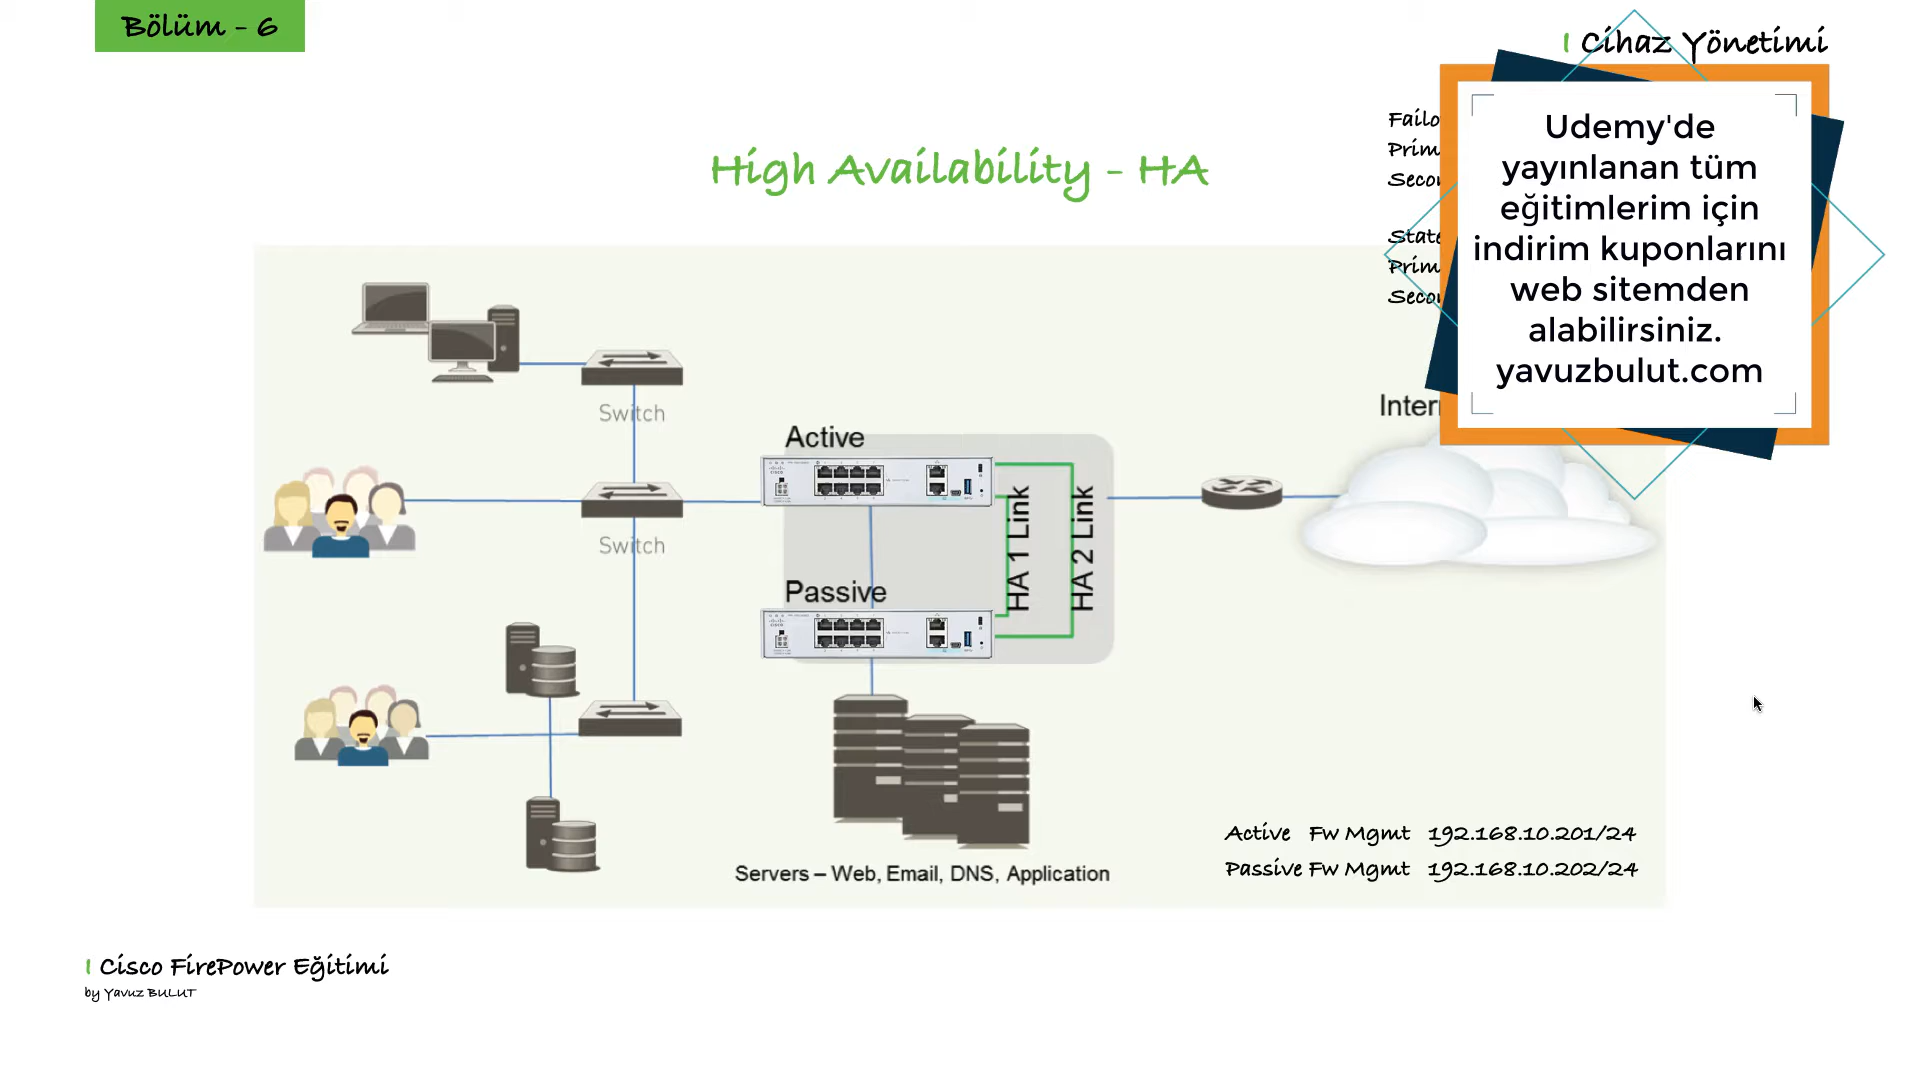 Bölüm - 6
| Cihaz Yönetimi
High Availability - HA
Udemy'de
yayınlanan tüm
eğitimlerim için
indirim kuponlarını
web sitemden
alabilirsiniz.
yavuzbulut.com
Switch
Switch
Active
Passive
HA 1 Link
HA 2 Link
Servers – Web, Email, DNS, Application
Active Fw Mgmt 192.168.10.201/24
Passive Fw Mgmt 192.168.10.202/24
| Cisco FirePower Eğitimi
by Yavuz BULUT